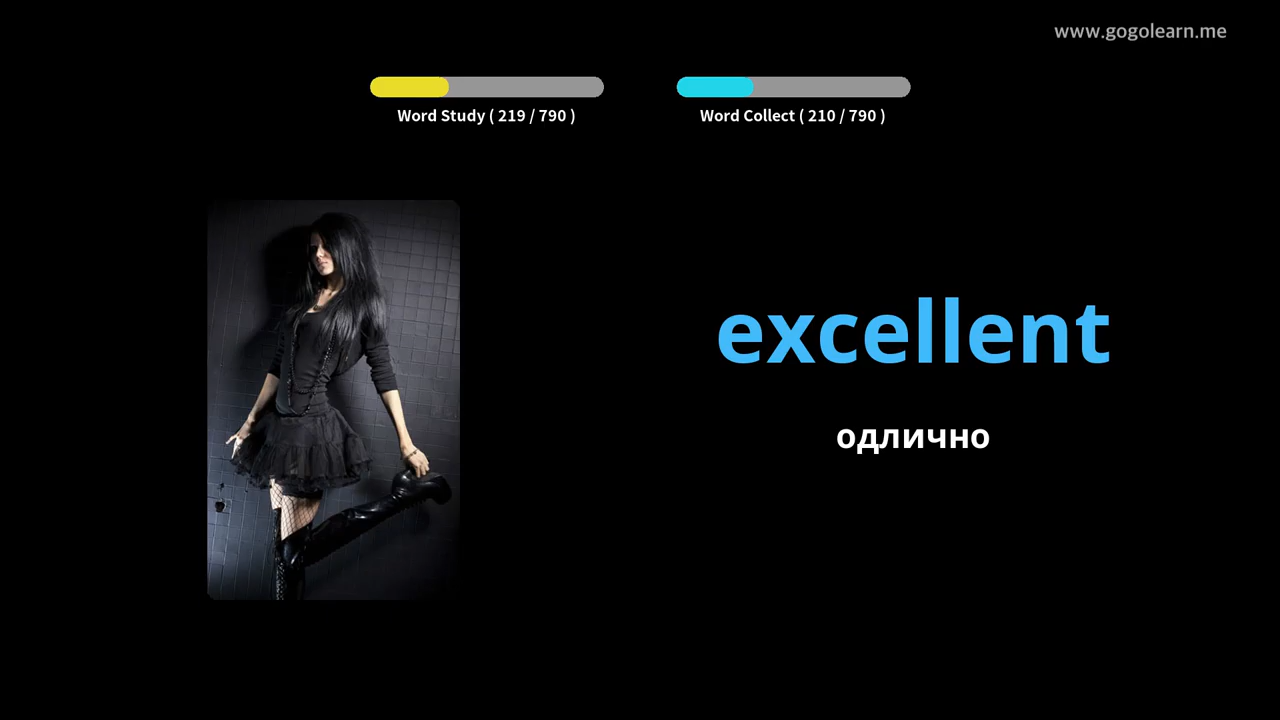 www.gogolearn.me
Word Study ( 219 / 790 )
Word Collect ( 210 / 790 )
excellent
одлично